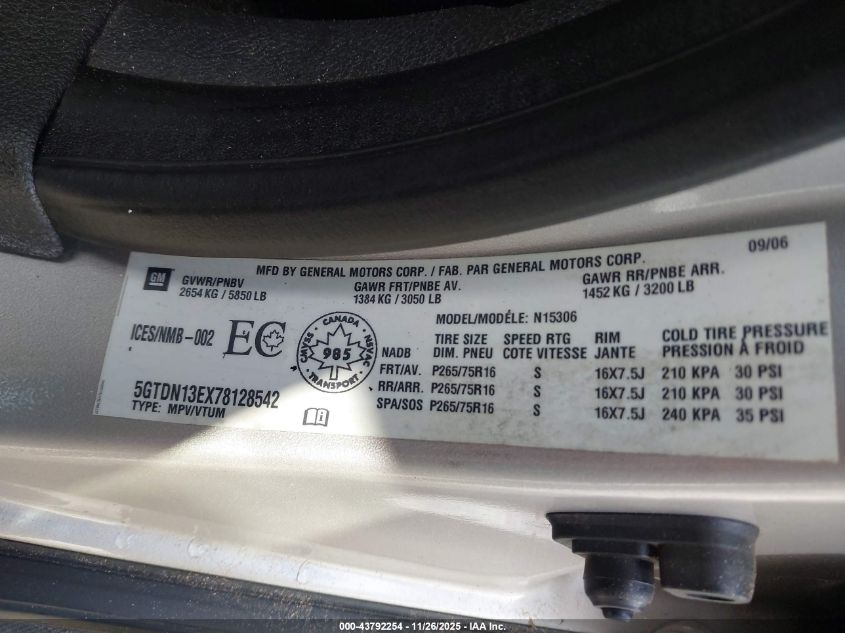 MFD BY GENERAL MOTORS CORP. / FAB. PAR GENERAL MOTORS CORP. 09/06
GM GVWR/PNBV GAWR FRT/PNBE AV. GAWR RR/PNBE ARR.
2654 KG / 5850 LB 1384 KG / 3050 LB 1452 KG / 3200 LB
MODEL/MODÉLE: N15306
ICES/NMB-002 EC CANADA CMVSS 985 NSVAC TRANSPORT
TIRE SIZE SPEED RTG RIM COLD TIRE PRESSURE
NADB DIM. PNEU COTE VITESSE JANTE PRESSION À FROID
FRT/AV. P265/75R16 S 16X7.5J 210 KPA 30 PSI
RR/ARR. P265/75R16 S 16X7.5J 210 KPA 30 PSI
SPA/SOS P265/75R16 S 16X7.5J 240 KPA 35 PSI
5GTDN13EX78128542
TYPE: MPV/VTUM
000-43792254 - 11/26/2025 - IAA Inc.